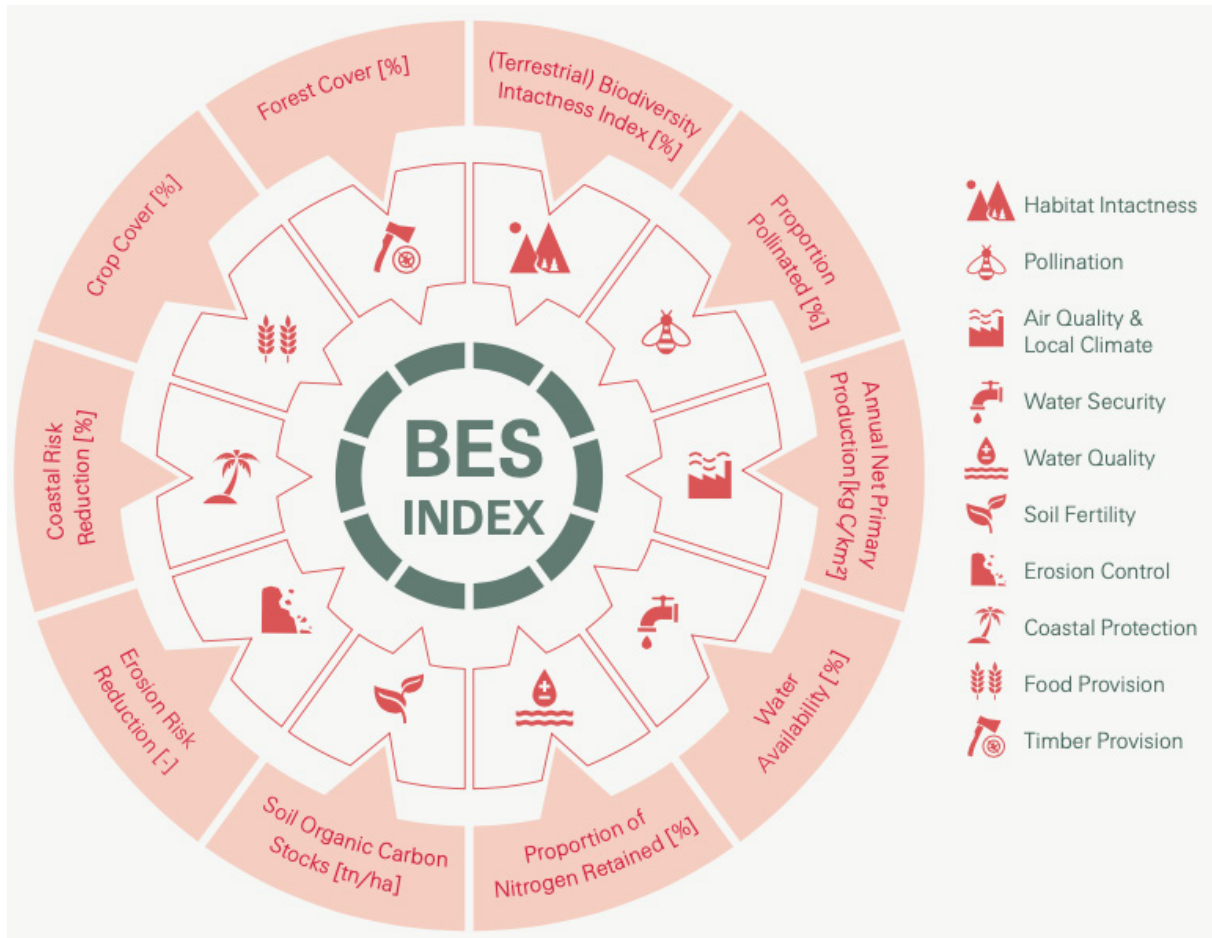 Forest Cover [%]
(Terrestrial) Biodiversity
Intactness Index [%]
Proportion
Pollinated [%]
Annual Net Primary
Production [kg C/km²]
Water
Availability [%]
Proportion of
Nitrogen Retained [%]
Soil Organic Carbon
Stocks [tn/ha]
Erosion Risk
Reduction [-]
Coastal Risk
Reduction [%]
Crop Cover [%]
BES
INDEX
Habitat Intactness
Pollination
Air Quality &
Local Climate
Water Security
Water Quality
Soil Fertility
Erosion Control
Coastal Protection
Food Provision
Timber Provision